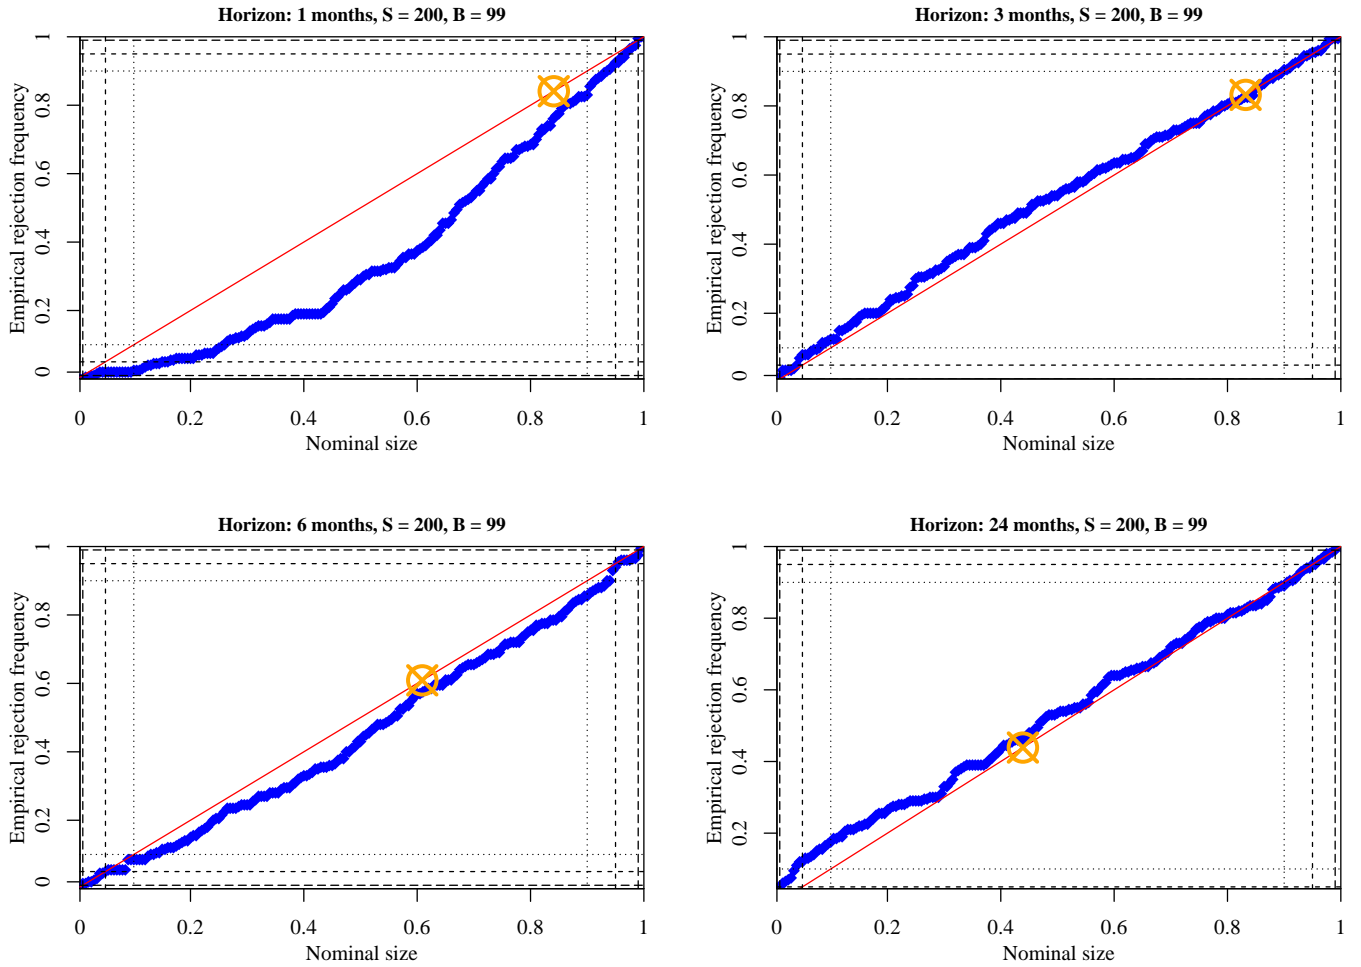 Horizon: 1 months, S = 200, B = 99
Empirical rejection frequency
0 0.2 0.4 0.6 0.8 1
0 0.2 0.4 0.6 0.8 1
Nominal size
Horizon: 3 months, S = 200, B = 99
Empirical rejection frequency
0 0.2 0.4 0.6 0.8 1
0 0.2 0.4 0.6 0.8 1
Nominal size
Horizon: 6 months, S = 200, B = 99
Empirical rejection frequency
0 0.2 0.4 0.6 0.8 1
0 0.2 0.4 0.6 0.8 1
Nominal size
Horizon: 24 months, S = 200, B = 99
Empirical rejection frequency
0.2 0.4 0.6 0.8 1
0 0.2 0.4 0.6 0.8 1
Nominal size